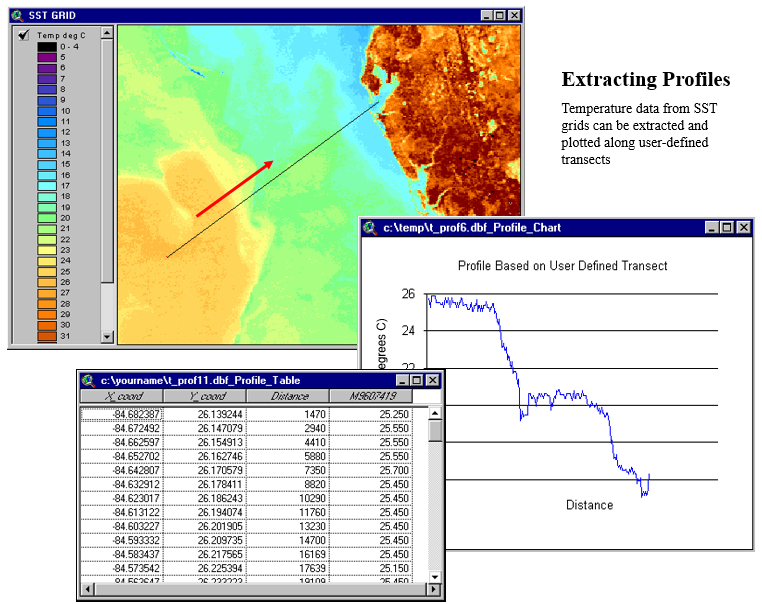 SST GRID
Temp deg C
0 - 4
5
6
7
8
9
10
11
12
13
14
15
16
17
18
19
20
21
22
23
24
25
26
27
28
29
30
31
Extracting Profiles
Temperature data from SST
grids can be extracted and
plotted along user-defined
transects
c:\temp\t_prof6.dbf_Profile_Chart
Profile Based on User Defined Transect
26
24
22
egrees C)
Distance
c:\yourname\t_prof11.dbf_Profile_Table
X_coord Y_coord Distance M9607419
-84.682387 26.139244 1470 25.250
-84.672492 26.147079 2940 25.550
-84.662597 26.154913 4410 25.550
-84.652702 26.162746 5880 25.550
-84.642807 26.170579 7350 25.700
-84.632912 26.178411 8820 25.450
-84.623017 26.186243 10290 25.450
-84.613122 26.194074 11760 25.450
-84.603227 26.201905 13230 25.450
-84.593332 26.209735 14700 25.450
-84.583437 26.217565 16169 25.450
-84.573542 26.225394 17639 25.150
-84.563647 26.233223 19109 25.450